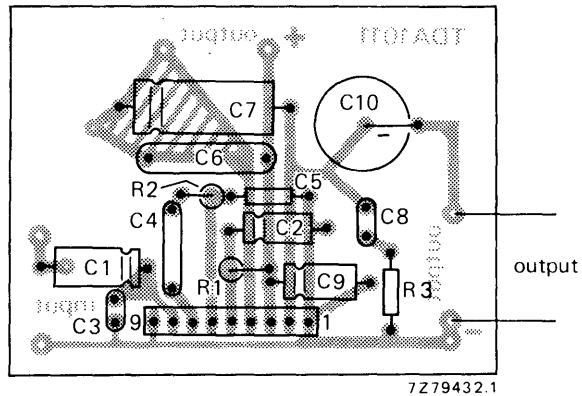 output + TDA1011
C7 C10
C6
R2 C5
C4 C2 C8
output
C1 R1 C9 R3 output
input
C3 9 1 −
7Z79432.1